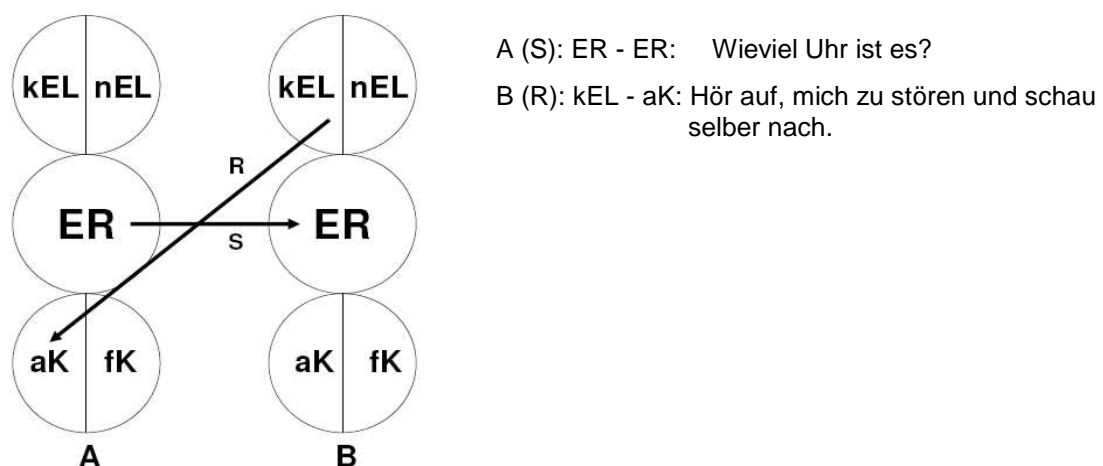 kEL nEL kEL nEL
A (S): ER - ER: Wieviel Uhr ist es?
B (R): kEL - aK: Hör auf, mich zu stören und schau
selber nach.
R
ER S ER
aK fK aK fK
A B